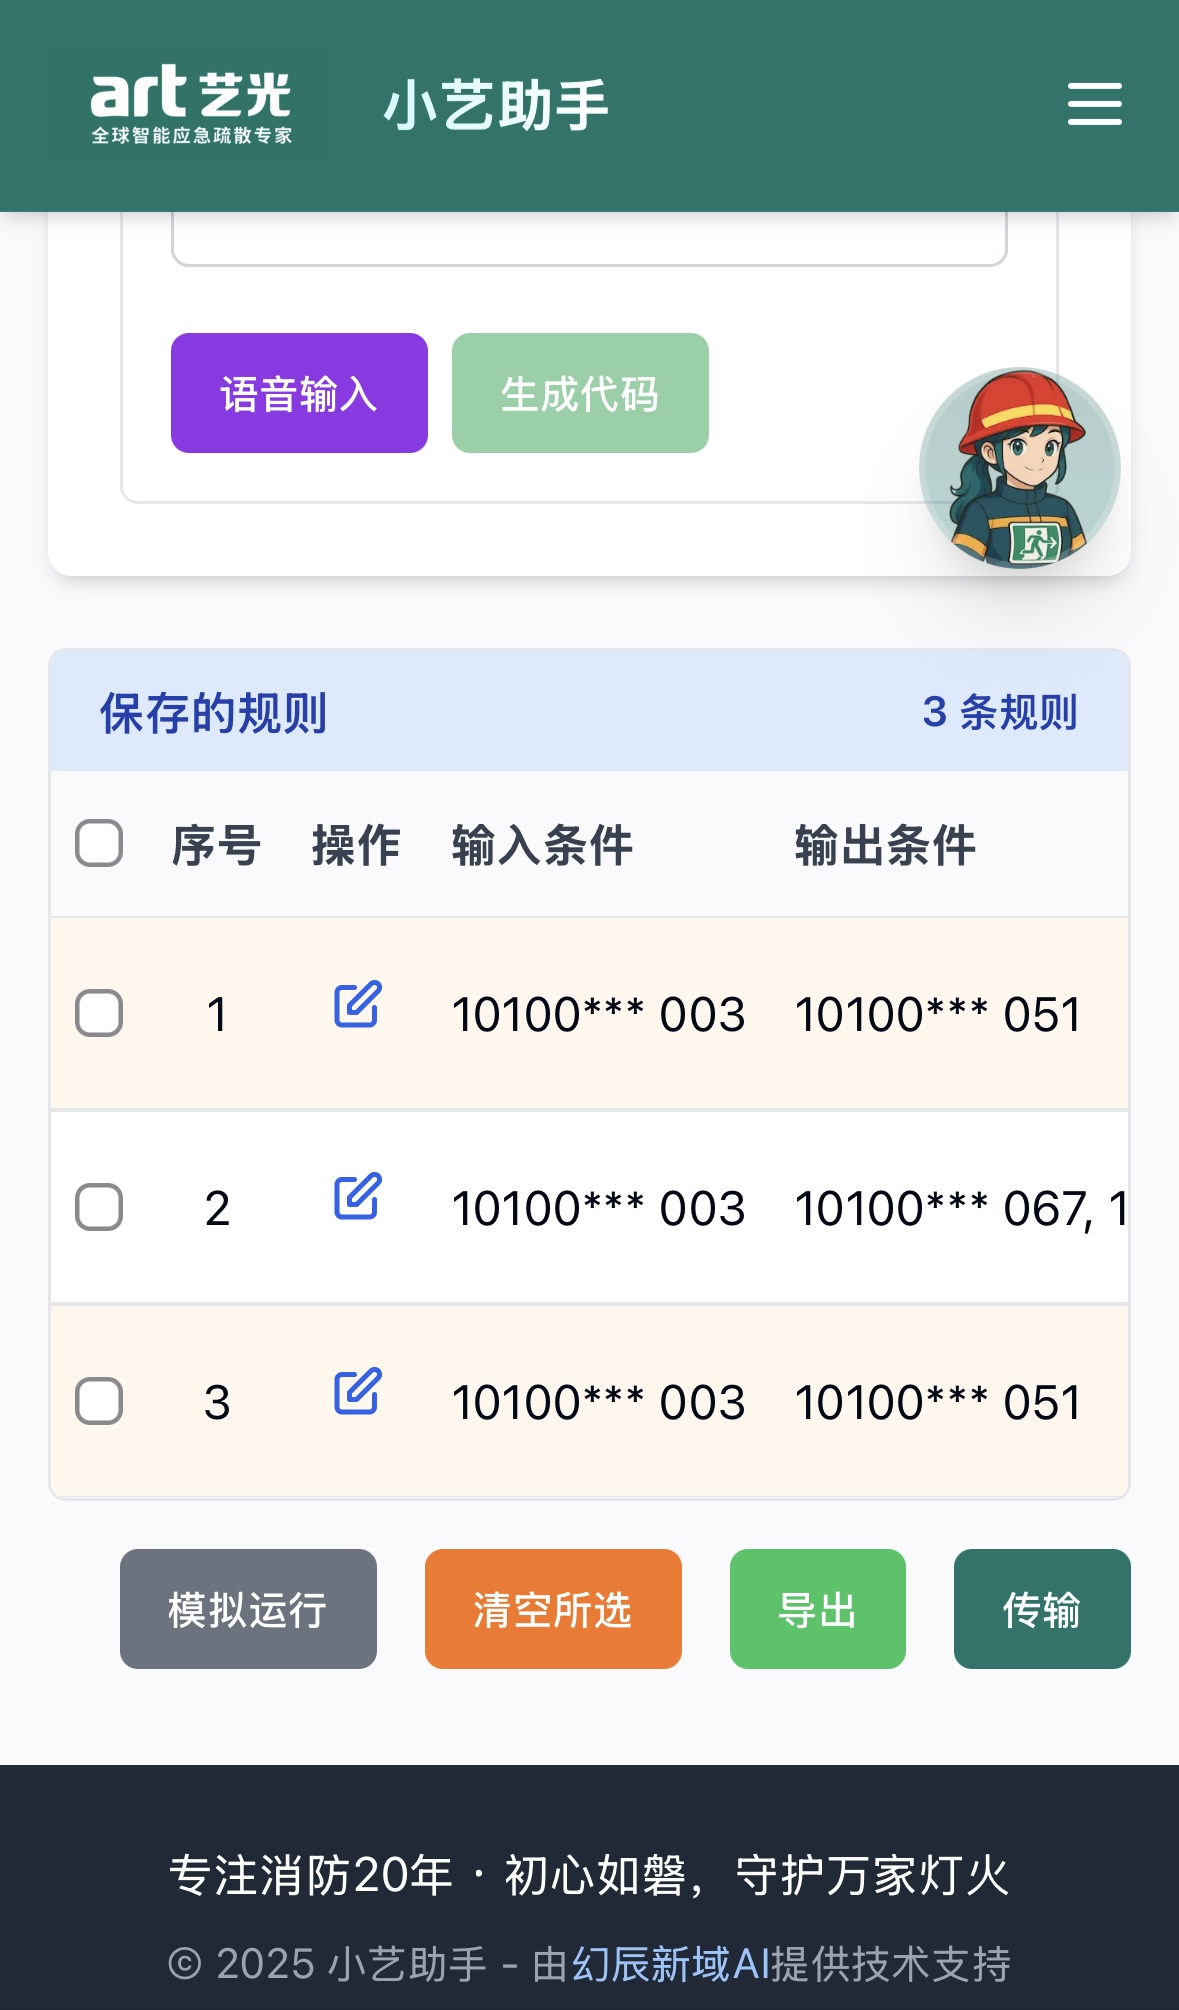 art 艺光
全球智能应急疏散专家
小艺助手
语音输入
生成代码
保存的规则
3 条规则
序号 操作 输入条件 输出条件
1 10100*** 003 10100*** 051
2 10100*** 003 10100*** 067, 1
3 10100*** 003 10100*** 051
模拟运行
清空所选
导出
传输
专注消防20年 · 初心如磐，守护万家灯火
© 2025 小艺助手 - 由幻辰新域AI提供技术支持